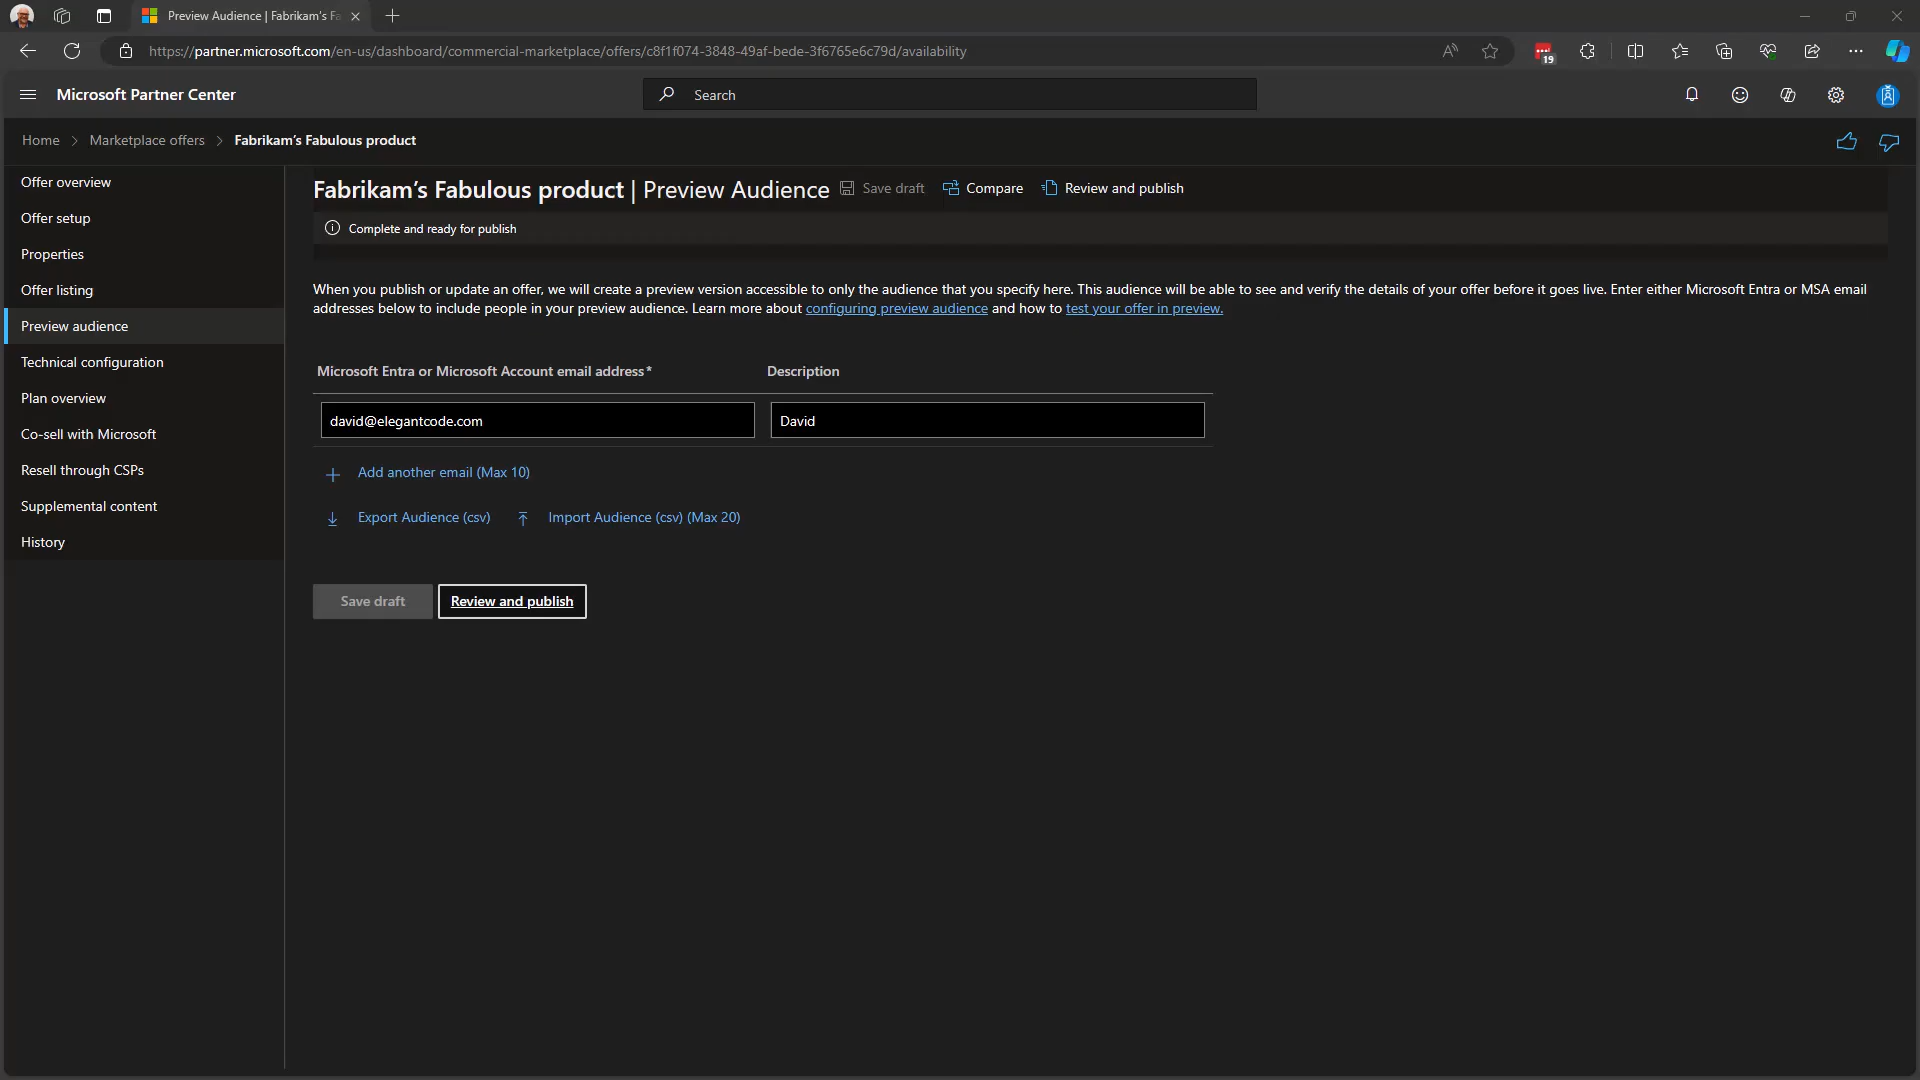 Preview Audience | Fabrikam's Fa
https://partner.microsoft.com/en-us/dashboard/commercial-marketplace/offers/c8f1f074-3848-49af-bede-3f6765e6c79d/availability
19
Microsoft Partner Center
Search
Home > Marketplace offers > Fabrikam's Fabulous product
Offer overview
Offer setup
Properties
Offer listing
Preview audience
Technical configuration
Plan overview
Co-sell with Microsoft
Resell through CSPs
Supplemental content
History
Fabrikam's Fabulous product | Preview Audience
Save draft
Compare
Review and publish
Complete and ready for publish
When you publish or update an offer, we will create a preview version accessible to only the audience that you specify here. This audience will be able to see and verify the details of your offer before it goes live. Enter either Microsoft Entra or MSA email
addresses below to include people in your preview audience. Learn more about configuring preview audience and how to test your offer in preview.
Microsoft Entra or Microsoft Account email address*
Description
david@elegantcode.com
David
Add another email (Max 10)
Export Audience (csv)
Import Audience (csv) (Max 20)
Save draft
Review and publish